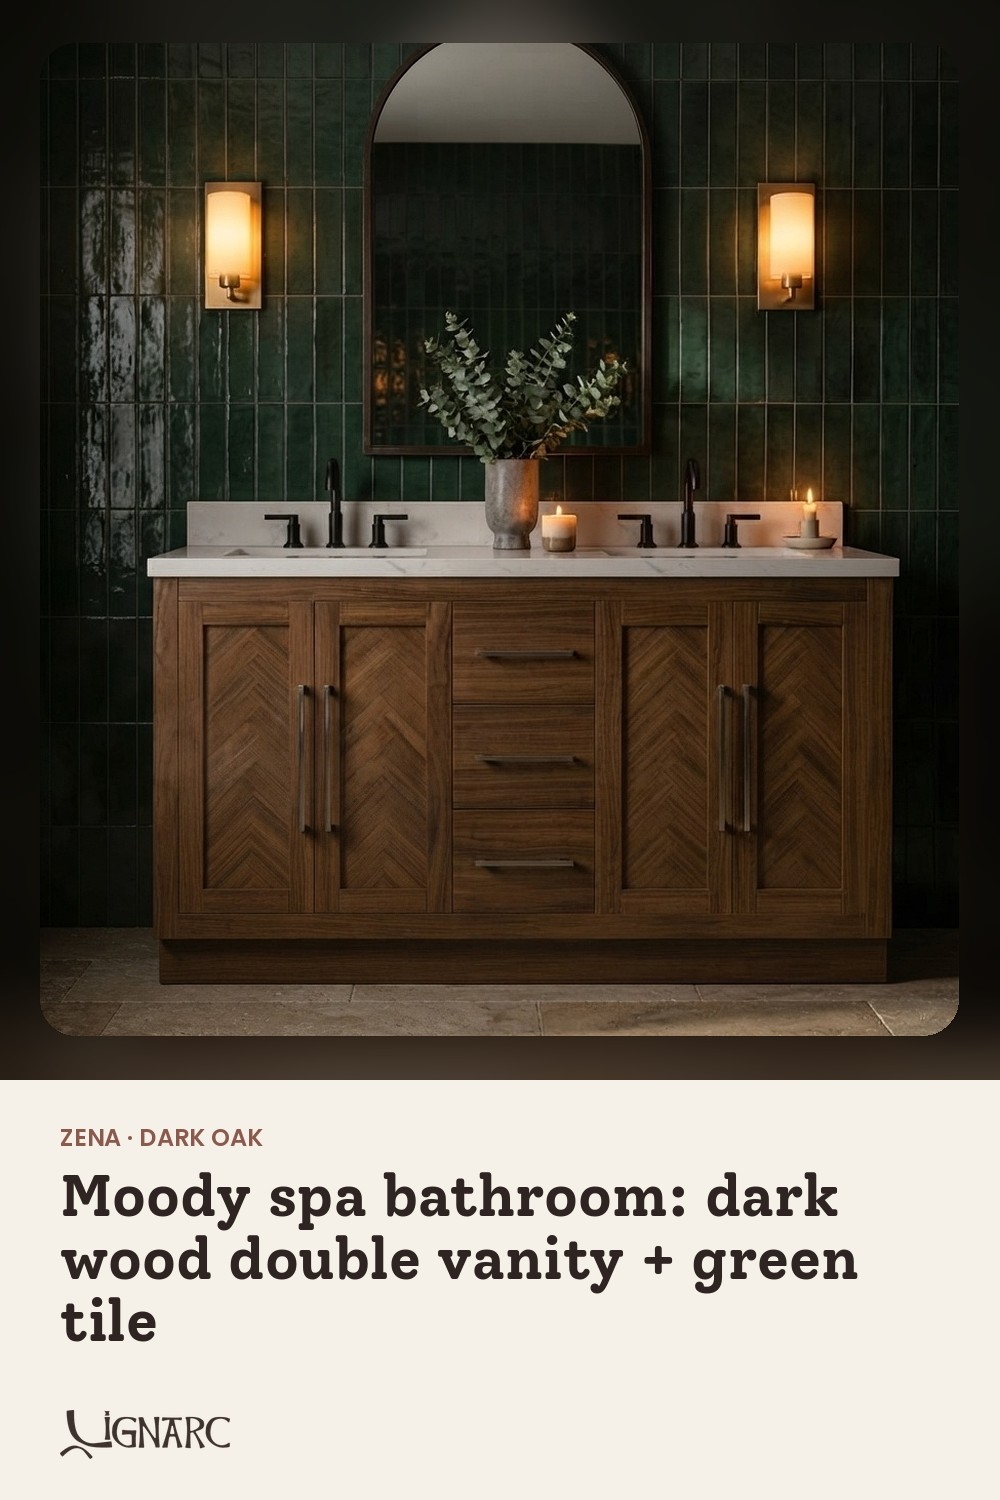 ZENA · DARK OAK
Moody spa bathroom: dark
wood double vanity + green
tile
LIGNARC